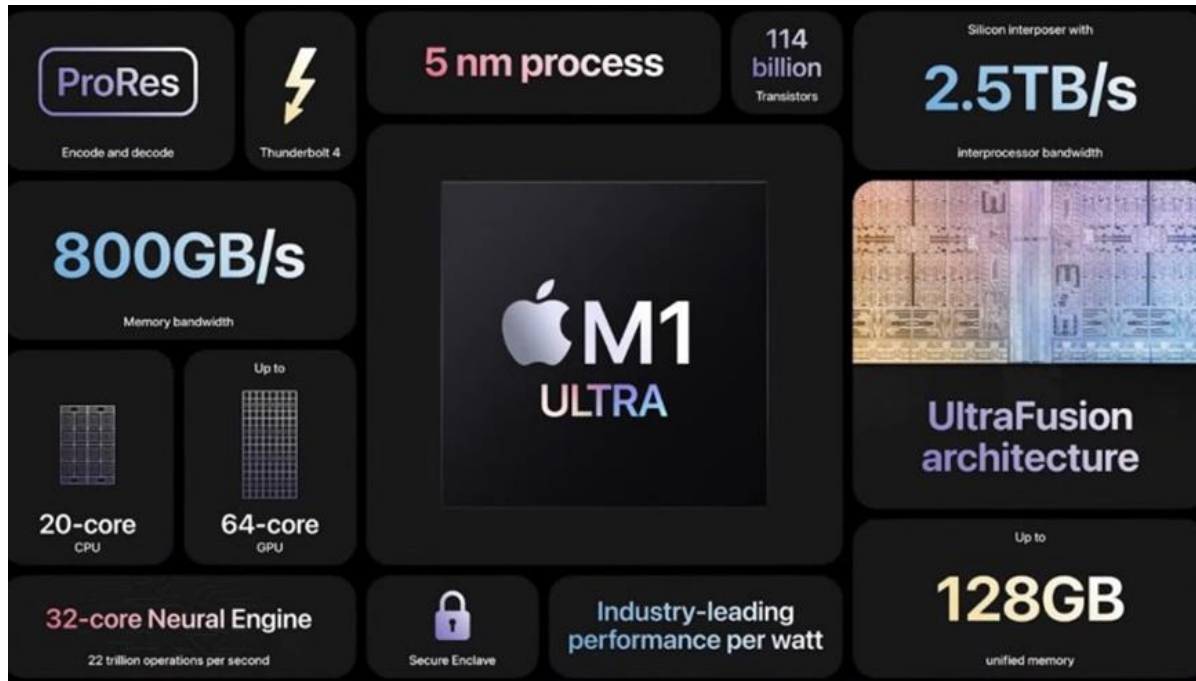 ProRes
Encode and decode
Thunderbolt 4
5 nm process
114
billion
Transistors
Silicon interposer with
2.5TB/s
interprocessor bandwidth
800GB/s
Memory bandwidth
M1
ULTRA
UltraFusion
architecture
20-core
CPU
Up to
64-core
GPU
Up to
128GB
unified memory
32-core Neural Engine
22 trillion operations per second
Secure Enclave
Industry-leading
performance per watt